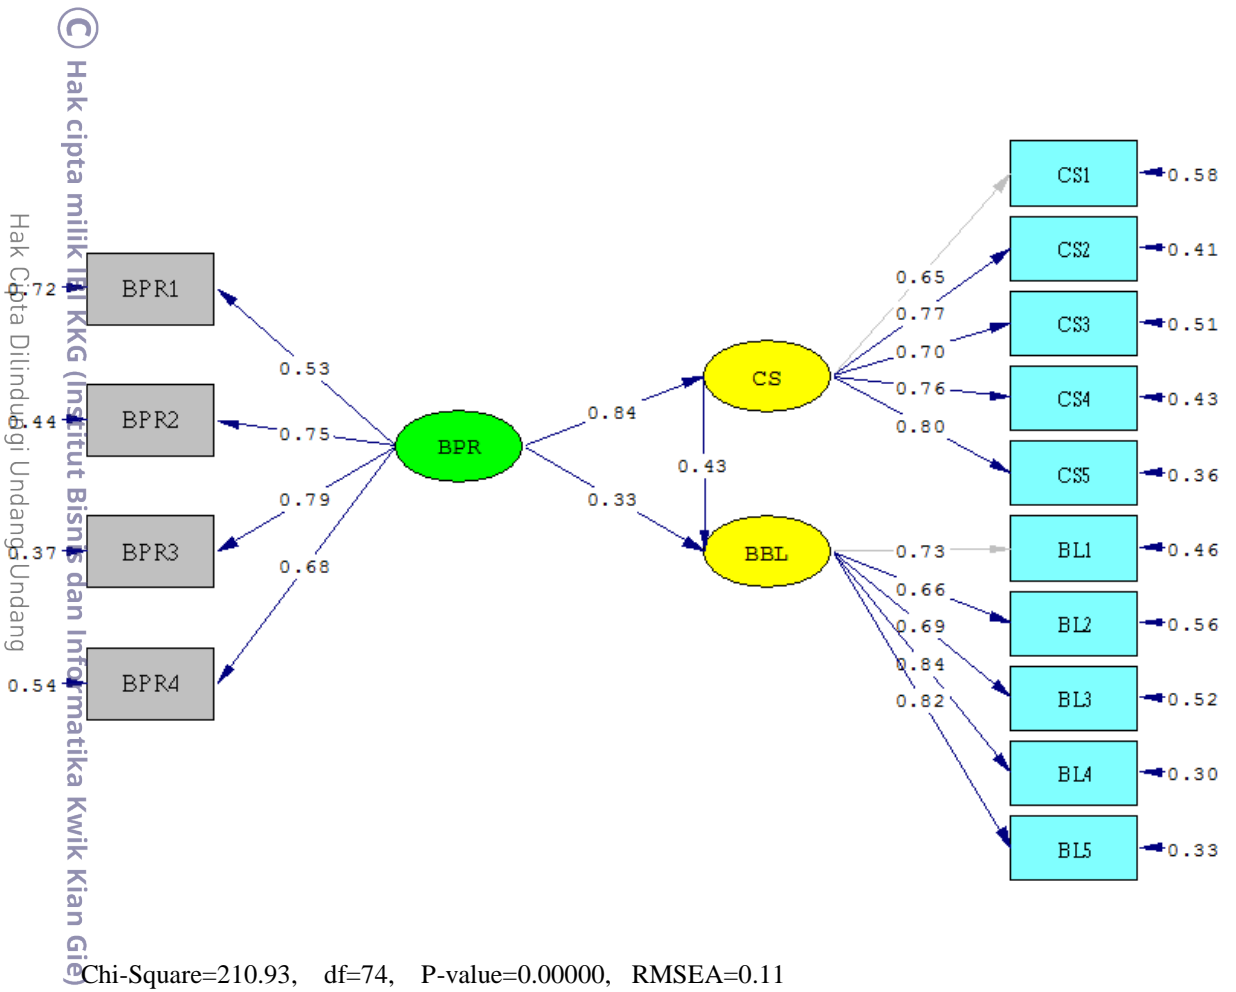 © Hak cipta milik IBI KKG (Institut Bisnis dan Informatika Kwik Kian Gie)
Hak Cipta Dilindungi Undang-Undang
BPR1
0.72
BPR2
0.44
BPR3
0.37
BPR4
0.54
0.53
0.75
0.79
0.68
BPR
0.84
0.33
CS
0.43
BBL
0.65
0.77
0.70
0.76
0.80
0.73
0.66
0.69
0.84
0.82
CS1
0.58
CS2
0.41
CS3
0.51
CS4
0.43
CS5
0.36
BL1
0.46
BL2
0.56
BL3
0.52
BL4
0.30
BL5
0.33
Chi-Square=210.93, df=74, P-value=0.00000, RMSEA=0.11